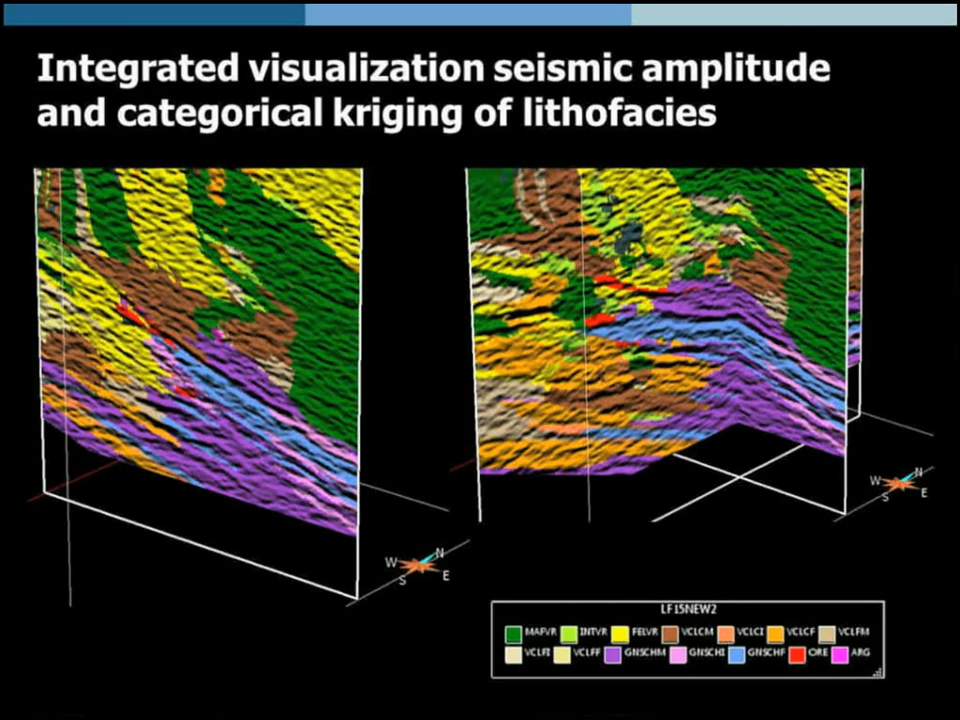 Integrated visualization seismic amplitude
and categorical kriging of lithofacies
W N
S E
W N
S E
LF15NEW2
MAFVR INTVR FELVR VCLCM VCLCI VCLCF VCLFM
VCLFI VCLFF GNSCHM GNSCHI GNSCHF ORE ARG